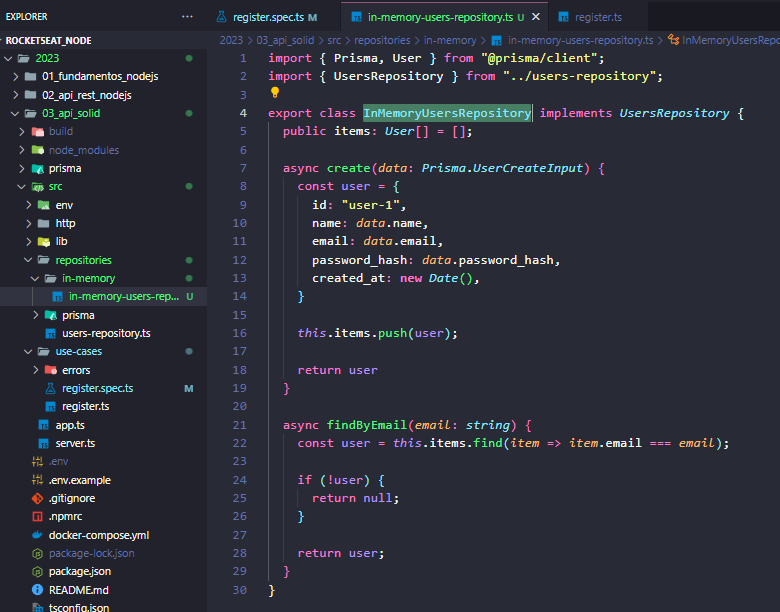 EXPLORER ...
ROCKETSEAT_NODE
2023
01_fundamentos_nodejs
02_api_rest_nodejs
03_api_solid
build
node_modules
prisma
src
env
http
lib
repositories
in-memory
in-memory-users-rep... U
prisma
users-repository.ts
use-cases
errors
register.spec.ts M
register.ts
app.ts
server.ts
.env
.env.example
.gitignore
.npmrc
docker-compose.yml
package-lock.json
package.json
README.md
tsconfig.json
register.spec.ts M
in-memory-users-repository.ts U
register.ts
2023 > 03_api_solid > src > repositories > in-memory > in-memory-users-repository.ts > InMemoryUsersRepo
1 import { Prisma, User } from "@prisma/client";
2 import { UsersRepository } from "../users-repository";
3
4 export class InMemoryUsersRepository implements UsersRepository {
5 public items: User[] = [];
6
7 async create(data: Prisma.UserCreateInput) {
8 const user = {
9 id: "user-1",
10 name: data.name,
11 email: data.email,
12 password_hash: data.password_hash,
13 created_at: new Date(),
14 }
15
16 this.items.push(user);
17
18 return user
19 }
20
21 async findByEmail(email: string) {
22 const user = this.items.find(item => item.email === email);
23
24 if (!user) {
25 return null;
26 }
27
28 return user;
29 }
30 }